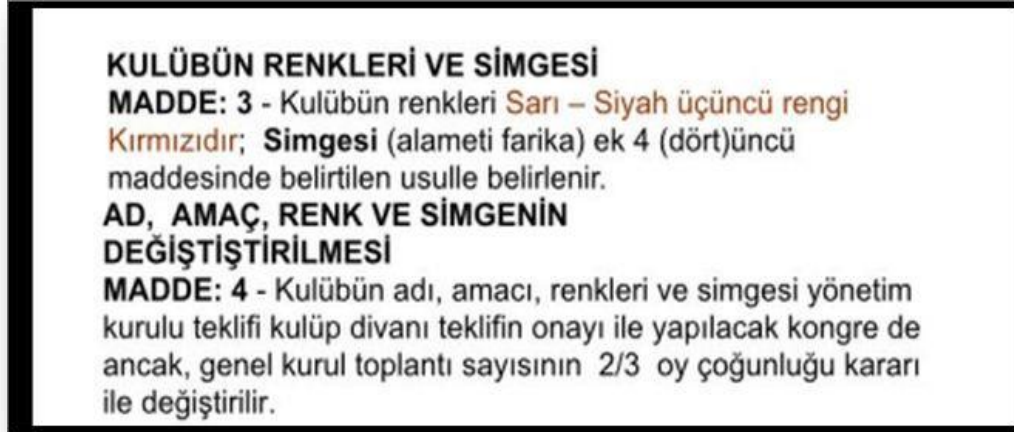 KULÜBÜN RENKLERİ VE SİMGESİ
MADDE: 3 - Kulübün renkleri Sarı – Siyah üçüncü rengi
Kırmızıdır; Simgesi (alameti farika) ek 4 (dört)üncü
maddesinde belirtilen usulle belirlenir.
AD, AMAÇ, RENK VE SİMGENİN
DEĞİŞTİŞTİRİLMESİ
MADDE: 4 - Kulübün adı, amacı, renkleri ve simgesi yönetim
kurulu teklifi kulüp divanı teklifin onayı ile yapılacak kongre de
ancak, genel kurul toplantı sayısının 2/3 oy çoğunluğu kararı
ile değiştirilir.